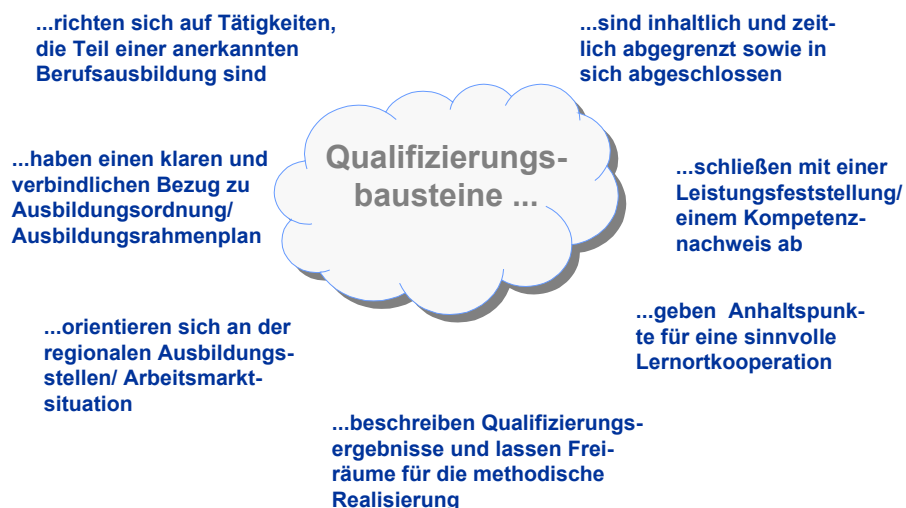 ...richten sich auf Tätigkeiten,
die Teil einer anerkannten
Berufsausbildung sind
...sind inhaltlich und zeit-
lich abgegrenzt sowie in
sich abgeschlossen
Qualifizierungs-
bausteine ...
...haben einen klaren und
verbindlichen Bezug zu
Ausbildungsordnung/
Ausbildungsrahmenplan
...schließen mit einer
Leistungsfeststellung/
einem Kompetenz-
nachweis ab
...orientieren sich an der
regionalen Ausbildungs-
stellen/ Arbeitsmarkt-
situation
...geben Anhaltspunk-
te für eine sinnvolle
Lernortkooperation
...beschreiben Qualifizierungs-
ergebnisse und lassen Frei-
räume für die methodische
Realisierung